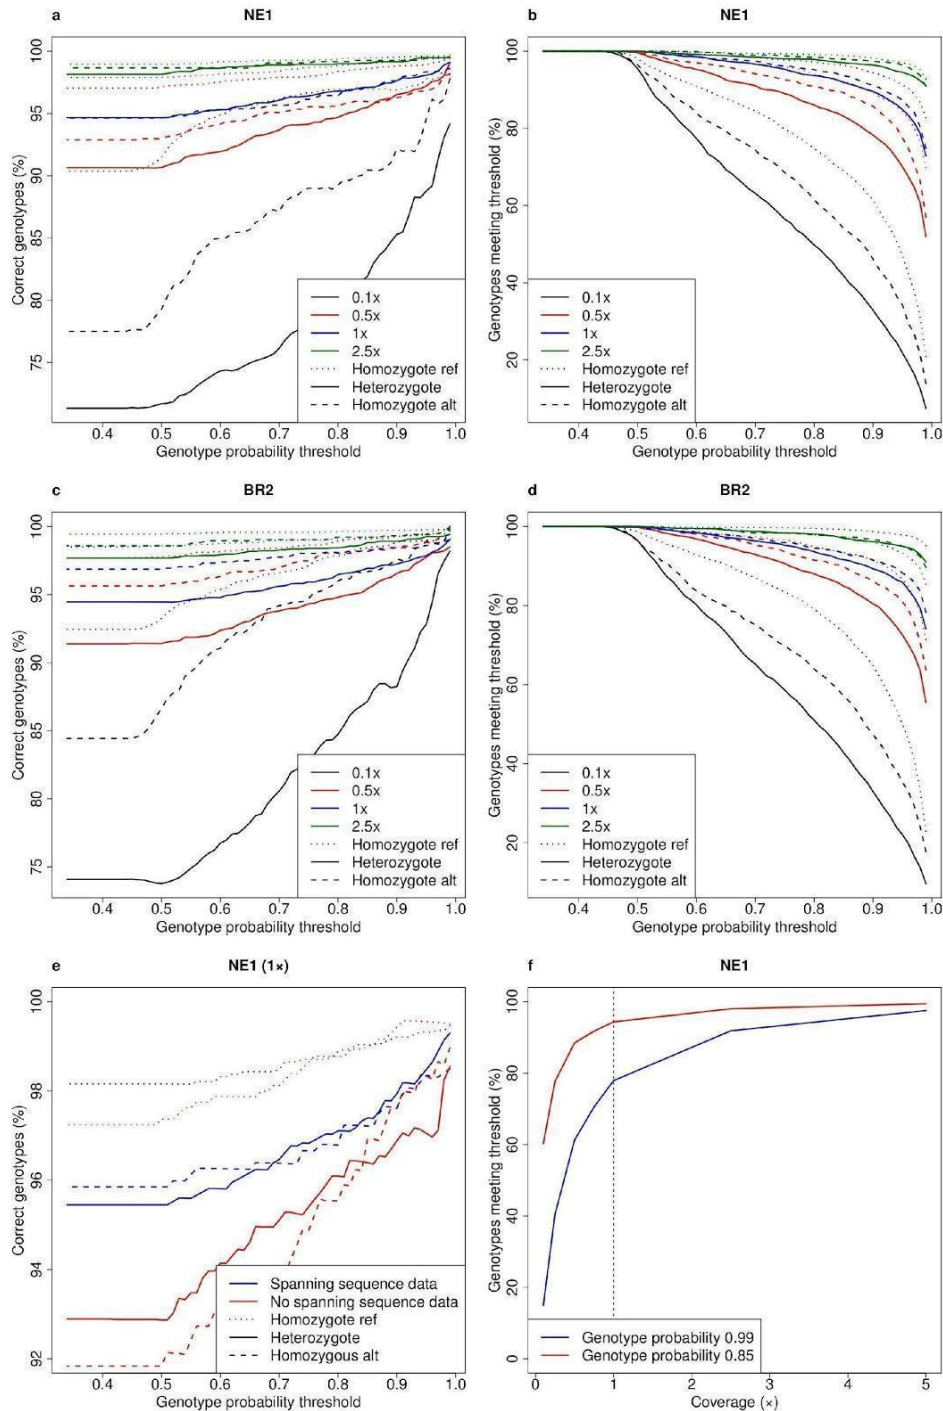 a NE1
Correct genotypes (%)
100
95
90
85
80
75
0.1x
0.5x
1x
2.5x
Homozygote ref
Heterozygote
Homozygote alt
0.4 0.5 0.6 0.7 0.8 0.9 1.0
Genotype probability threshold
b NE1
Genotypes meeting threshold (%)
100
80
60
40
20
0.1x
0.5x
1x
2.5x
Homozygote ref
Heterozygote
Homozygote alt
0.4 0.5 0.6 0.7 0.8 0.9 1.0
Genotype probability threshold
c BR2
Correct genotypes (%)
100
95
90
85
80
75
0.1x
0.5x
1x
2.5x
Homozygote ref
Heterozygote
Homozygote alt
0.4 0.5 0.6 0.7 0.8 0.9 1.0
Genotype probability threshold
d BR2
Genotypes meeting threshold (%)
100
80
60
40
20
0.1x
0.5x
1x
2.5x
Homozygote ref
Heterozygote
Homozygote alt
0.4 0.5 0.6 0.7 0.8 0.9 1.0
Genotype probability threshold
e NE1 (1×)
Correct genotypes (%)
100
98
96
94
92
Spanning sequence data
No spanning sequence data
Homozygote ref
Heterozygote
Homozygous alt
0.4 0.5 0.6 0.7 0.8 0.9 1.0
Genotype probability threshold
f NE1
Genotypes meeting threshold (%)
100
80
60
40
20
0
Genotype probability 0.99
Genotype probability 0.85
0 1 2 3 4 5
Coverage (×)